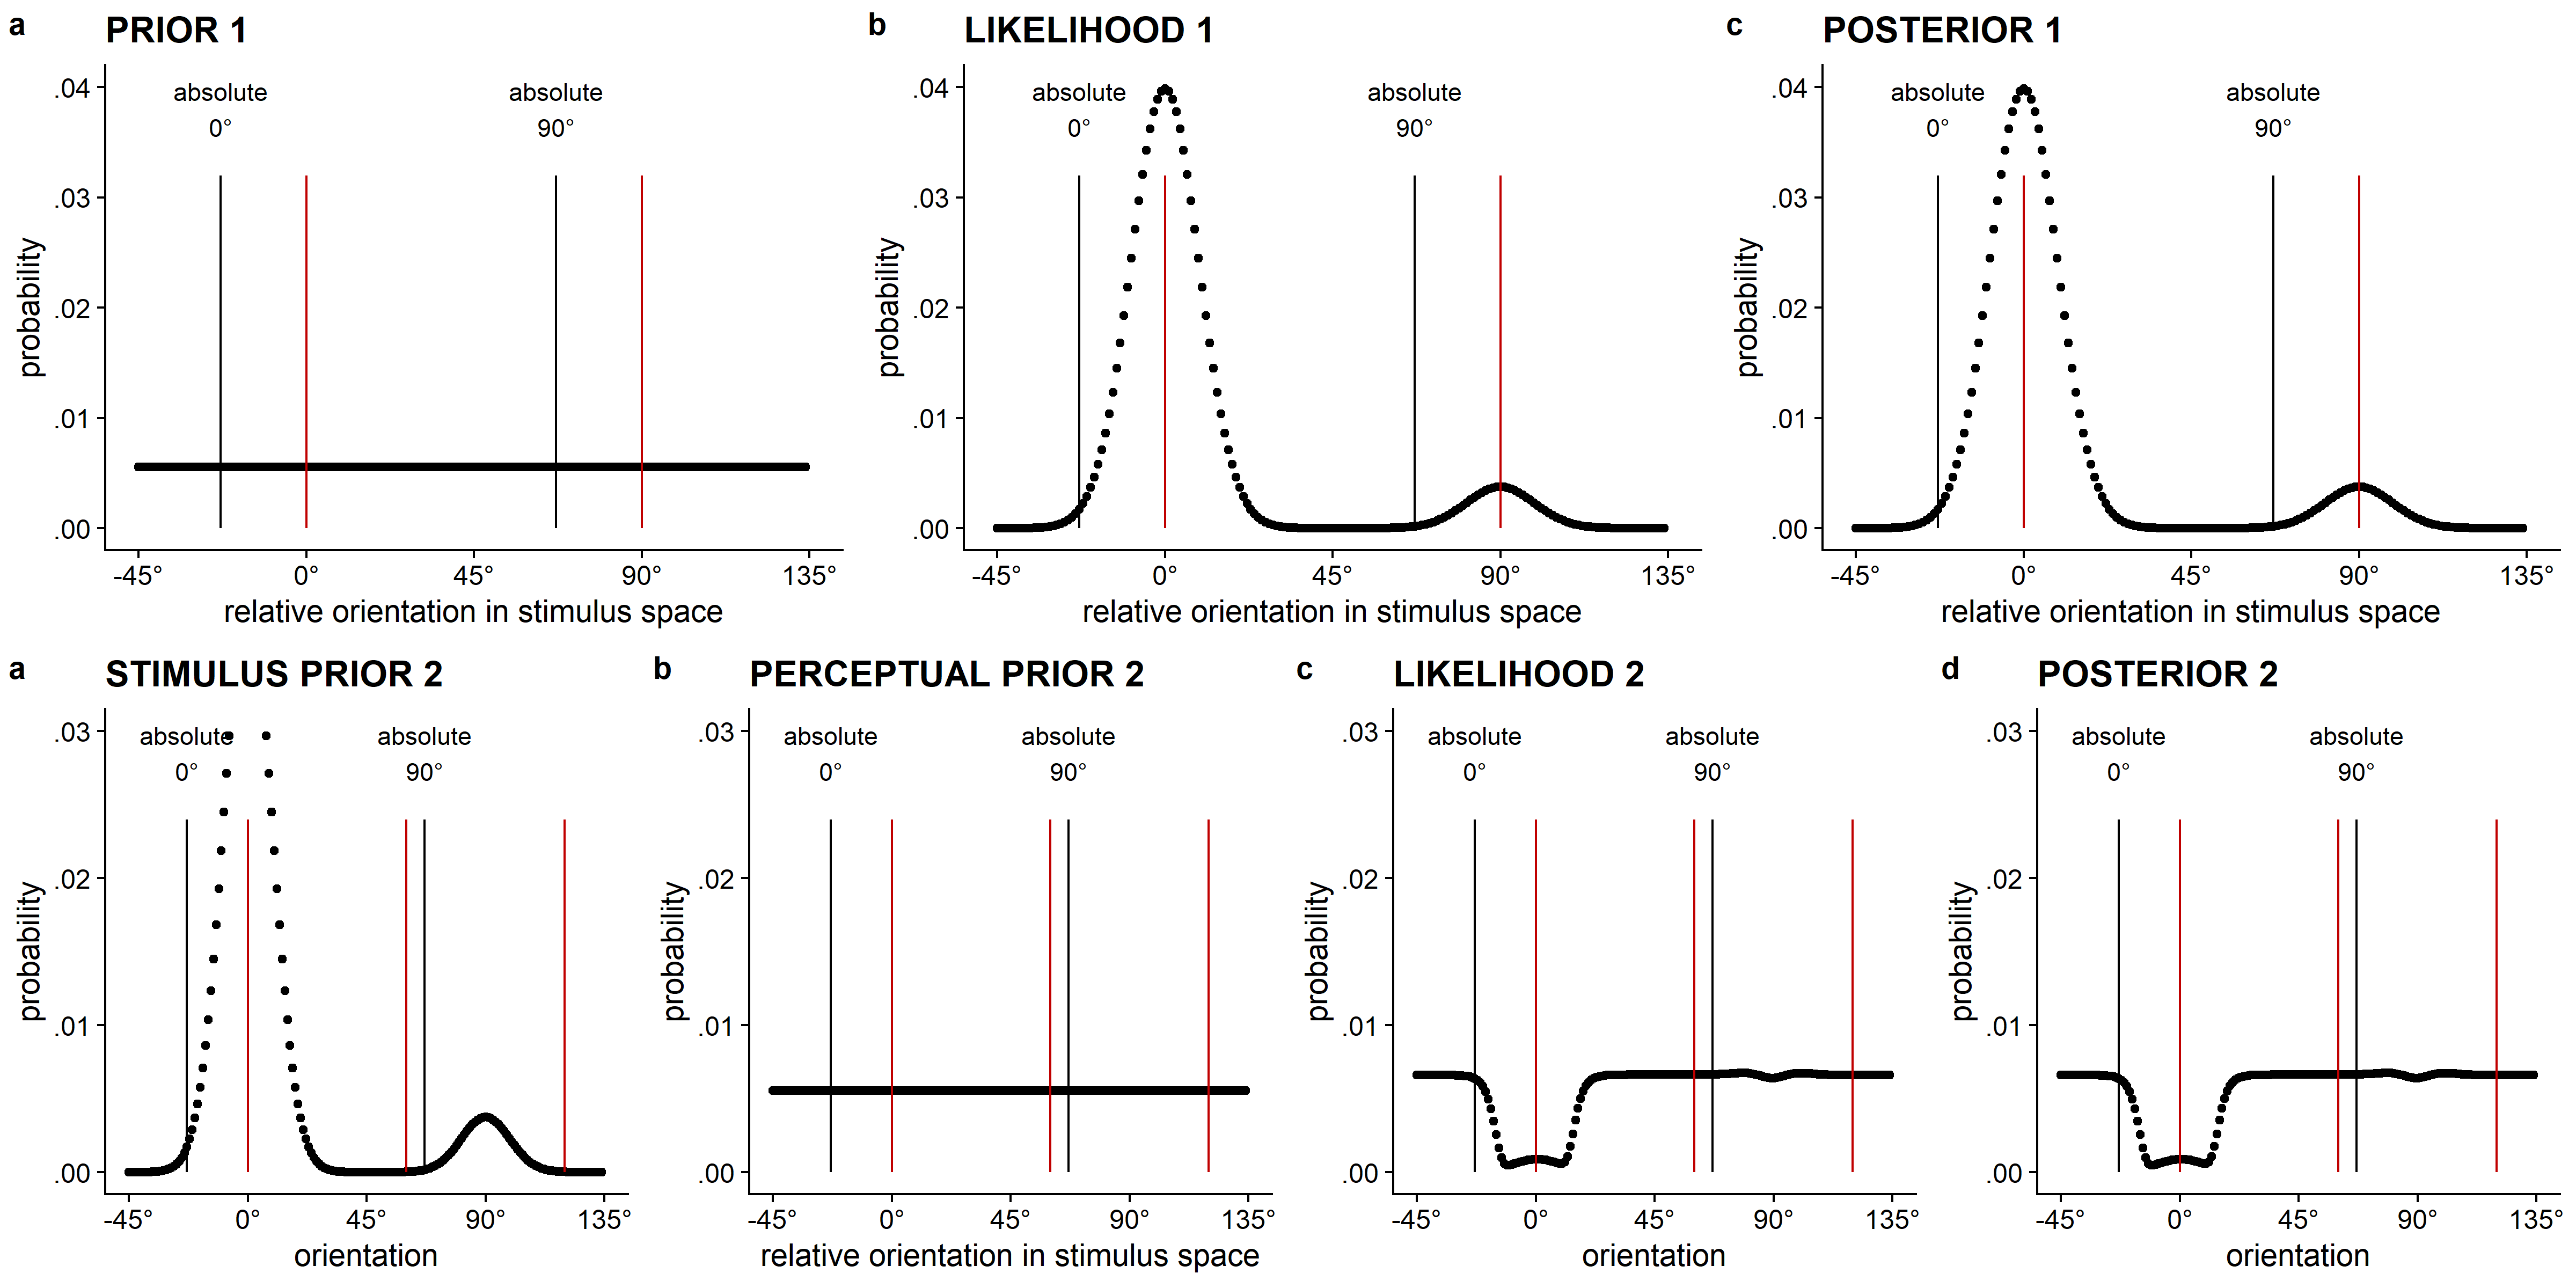 a PRIOR 1
absolute absolute
0° 90°
.04
.03
.02
.01
.00
probability
-45° 0° 45° 90° 135°
relative orientation in stimulus space
b LIKELIHOOD 1
absolute absolute
0° 90°
.04
.03
.02
.01
.00
probability
-45° 0° 45° 90° 135°
relative orientation in stimulus space
c POSTERIOR 1
absolute absolute
0° 90°
.04
.03
.02
.01
.00
probability
-45° 0° 45° 90° 135°
relative orientation in stimulus space
a STIMULUS PRIOR 2
absolute absolute
0° 90°
.03
.02
.01
.00
probability
-45° 0° 45° 90° 135°
orientation
b PERCEPTUAL PRIOR 2
absolute absolute
0° 90°
.03
.02
.01
.00
probability
-45° 0° 45° 90° 135°
relative orientation in stimulus space
c LIKELIHOOD 2
absolute absolute
0° 90°
.03
.02
.01
.00
probability
-45° 0° 45° 90° 135°
orientation
d POSTERIOR 2
absolute absolute
0° 90°
.03
.02
.01
.00
probability
-45° 0° 45° 90° 135°
orientation